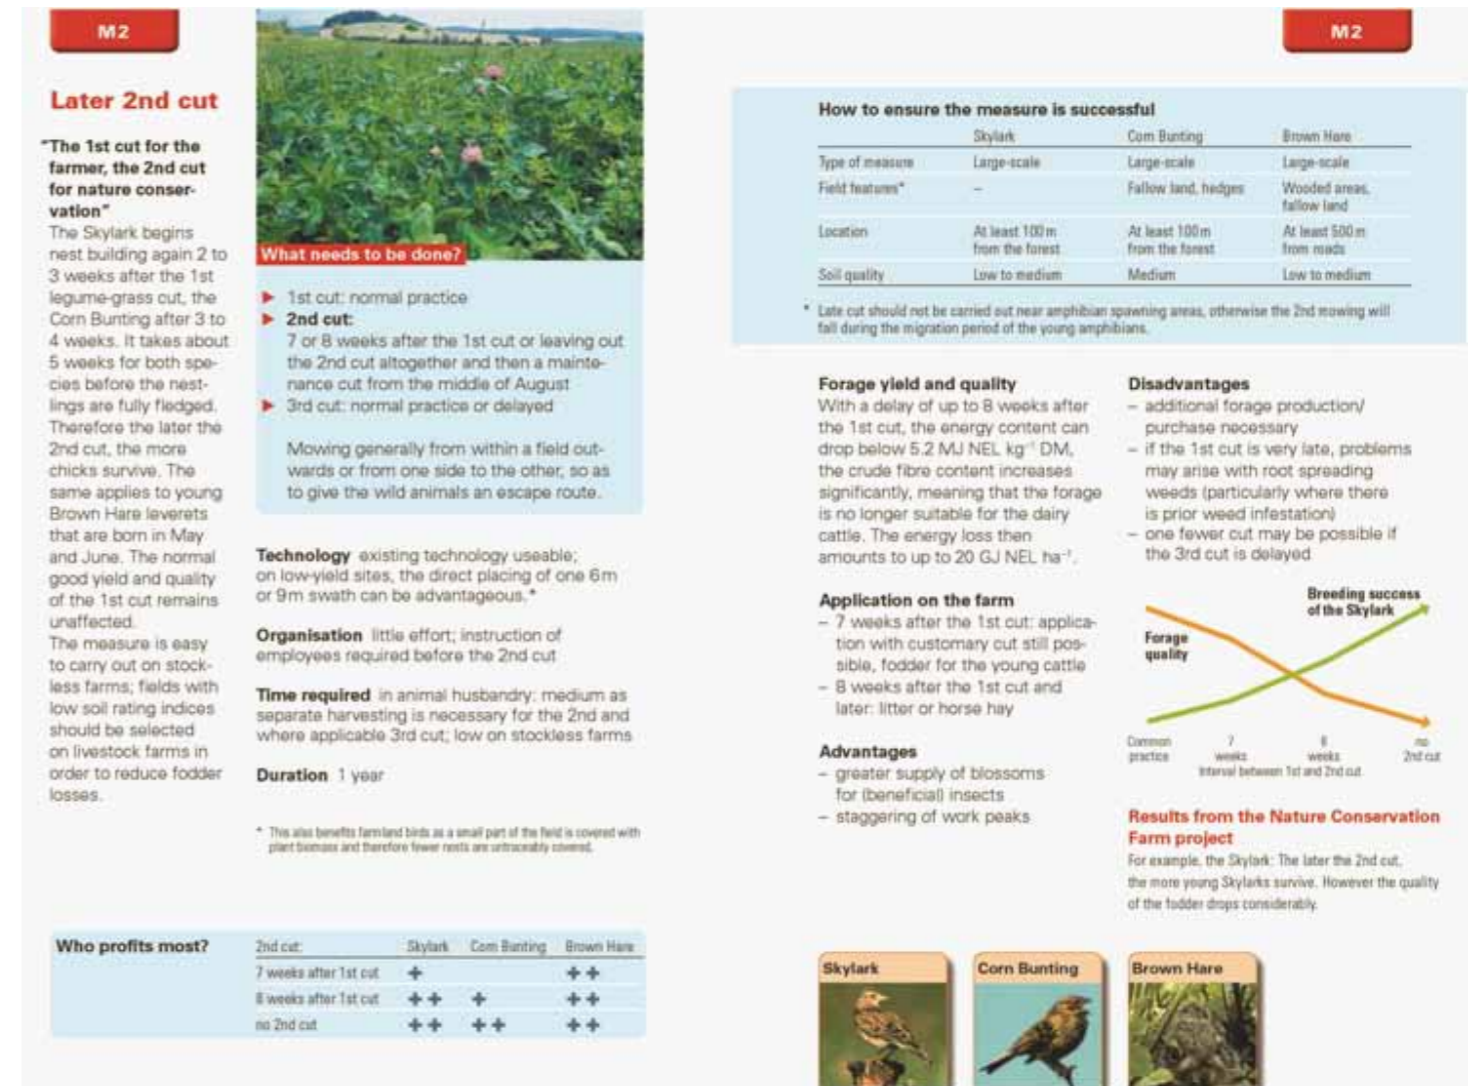 M2
Later 2nd cut
"The 1st cut for the
farmer, the 2nd cut
for nature conser-
vation"
The Skylark begins
nest building again 2 to
3 weeks after the 1st
legume-grass cut, the
Corn Bunting after 3 to
4 weeks. It takes about
5 weeks for both spe-
cies before the nest-
lings are fully fledged.
Therefore the later the
2nd cut, the more
chicks survive. The
same applies to young
Brown Hare leverets
that are born in May
and June. The normal
good yield and quality
of the 1st cut remains
unaffected.
The measure is easy
to carry out on stock-
less farms; fields with
low soil rating indices
should be selected
on livestock farms in
order to reduce fodder
losses.
What needs to be done?
1st cut: normal practice
2nd cut:
7 or 8 weeks after the 1st cut or leaving out
the 2nd cut altogether and then a mainte-
nance cut from the middle of August
3rd cut: normal practice or delayed
Mowing generally from within a field out-
wards or from one side to the other, so as
to give the wild animals an escape route.
Technology existing technology useable;
on low-yield sites, the direct placing of one 6m
or 9m swath can be advantageous.*
Organisation little effort; instruction of
employees required before the 2nd cut
Time required in animal husbandry: medium as
separate harvesting is necessary for the 2nd and
where applicable 3rd cut; low on stockless farms
Duration 1 year
* This also benefits farmland birds as a small part of the field is covered with
plant biomass and therefore fewer nests are untraceably covered.
Who profits most?
2nd cut: Skylark Corn Bunting Brown Hare
7 weeks after 1st cut + ++
8 weeks after 1st cut ++ + ++
no 2nd cut ++ ++ ++
M2
How to ensure the measure is successful
Skylark Corn Bunting Brown Hare
Type of measure Large-scale Large-scale Large-scale
Field features* – Fallow land, hedges Wooded areas,
fallow land
Location At least 100m At least 100m At least 500m
from the forest from the forest from roads
Soil quality Low to medium Medium Low to medium
* Late cut should not be carried out near amphibian spawning areas, otherwise the 2nd mowing will
fall during the migration period of the young amphibians.
Forage yield and quality
With a delay of up to 8 weeks after
the 1st cut, the energy content can
drop below 5.2 MJ NEL kg⁻¹ DM,
the crude fibre content increases
significantly, meaning that the forage
is no longer suitable for the dairy
cattle. The energy loss then
amounts to up to 20 GJ NEL ha⁻¹.
Application on the farm
– 7 weeks after the 1st cut: applica-
tion with customary cut still pos-
sible, fodder for the young cattle
– 8 weeks after the 1st cut and
later: litter or horse hay
Advantages
– greater supply of blossoms
for (beneficial) insects
– staggering of work peaks
Disadvantages
– additional forage production/
purchase necessary
– if the 1st cut is very late, problems
may arise with root spreading
weeds (particularly where there
is prior weed infestation)
– one fewer cut may be possible if
the 3rd cut is delayed
Breeding success
of the Skylark
Forage
quality
Common 7 8 no
practice weeks weeks 2nd cut
Interval between 1st and 2nd cut
Results from the Nature Conservation
Farm project
For example, the Skylark: The later the 2nd cut,
the more young Skylarks survive. However the quality
of the fodder drops considerably.
Skylark Corn Bunting Brown Hare